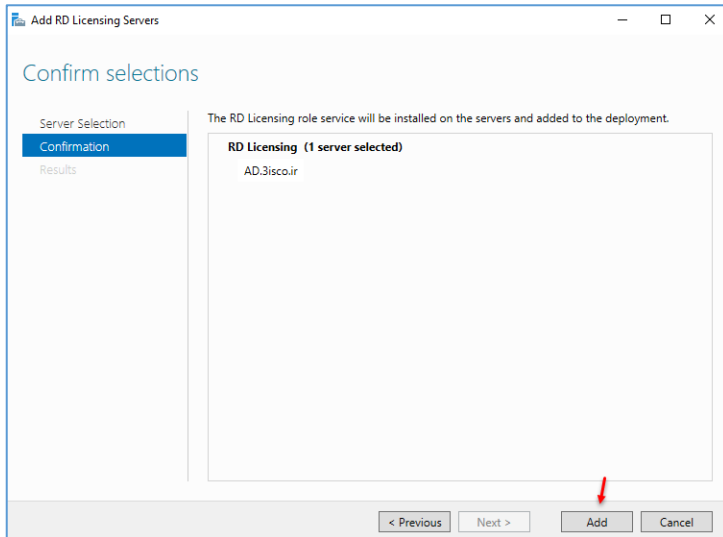 Add RD Licensing Servers
Confirm selections
Server Selection
Confirmation
Results
The RD Licensing role service will be installed on the servers and added to the deployment.
RD Licensing (1 server selected)
AD.3isco.ir
< Previous
Next >
Add
Cancel